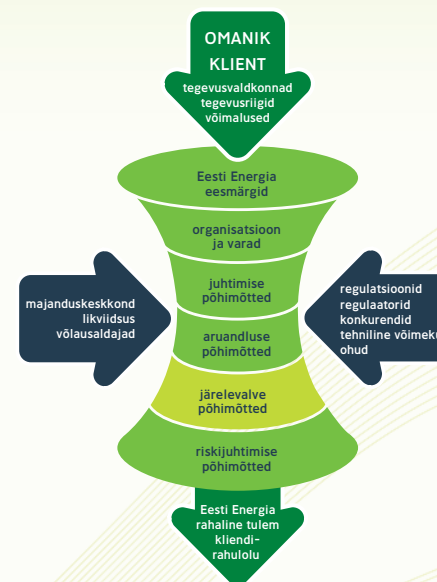 OMANIK
KLIENT
tegevusvaldkonnad
tegevusriigid
võimalused
Eesti Energia
eesmärgid
organisatsioon
ja varad
juhtimise
põhimõtted
majanduskeskkond
likviidsus
võlausaldajad
regulatsioonid
regulaatorid
konkurendid
tehniline
ohud
aruandluse
põhimõtted
järelevalve
põhimõtted
riskijuhtimise
põhimõtted
Eesti Energia
rahaline tulem
kliendi-
rahulolu